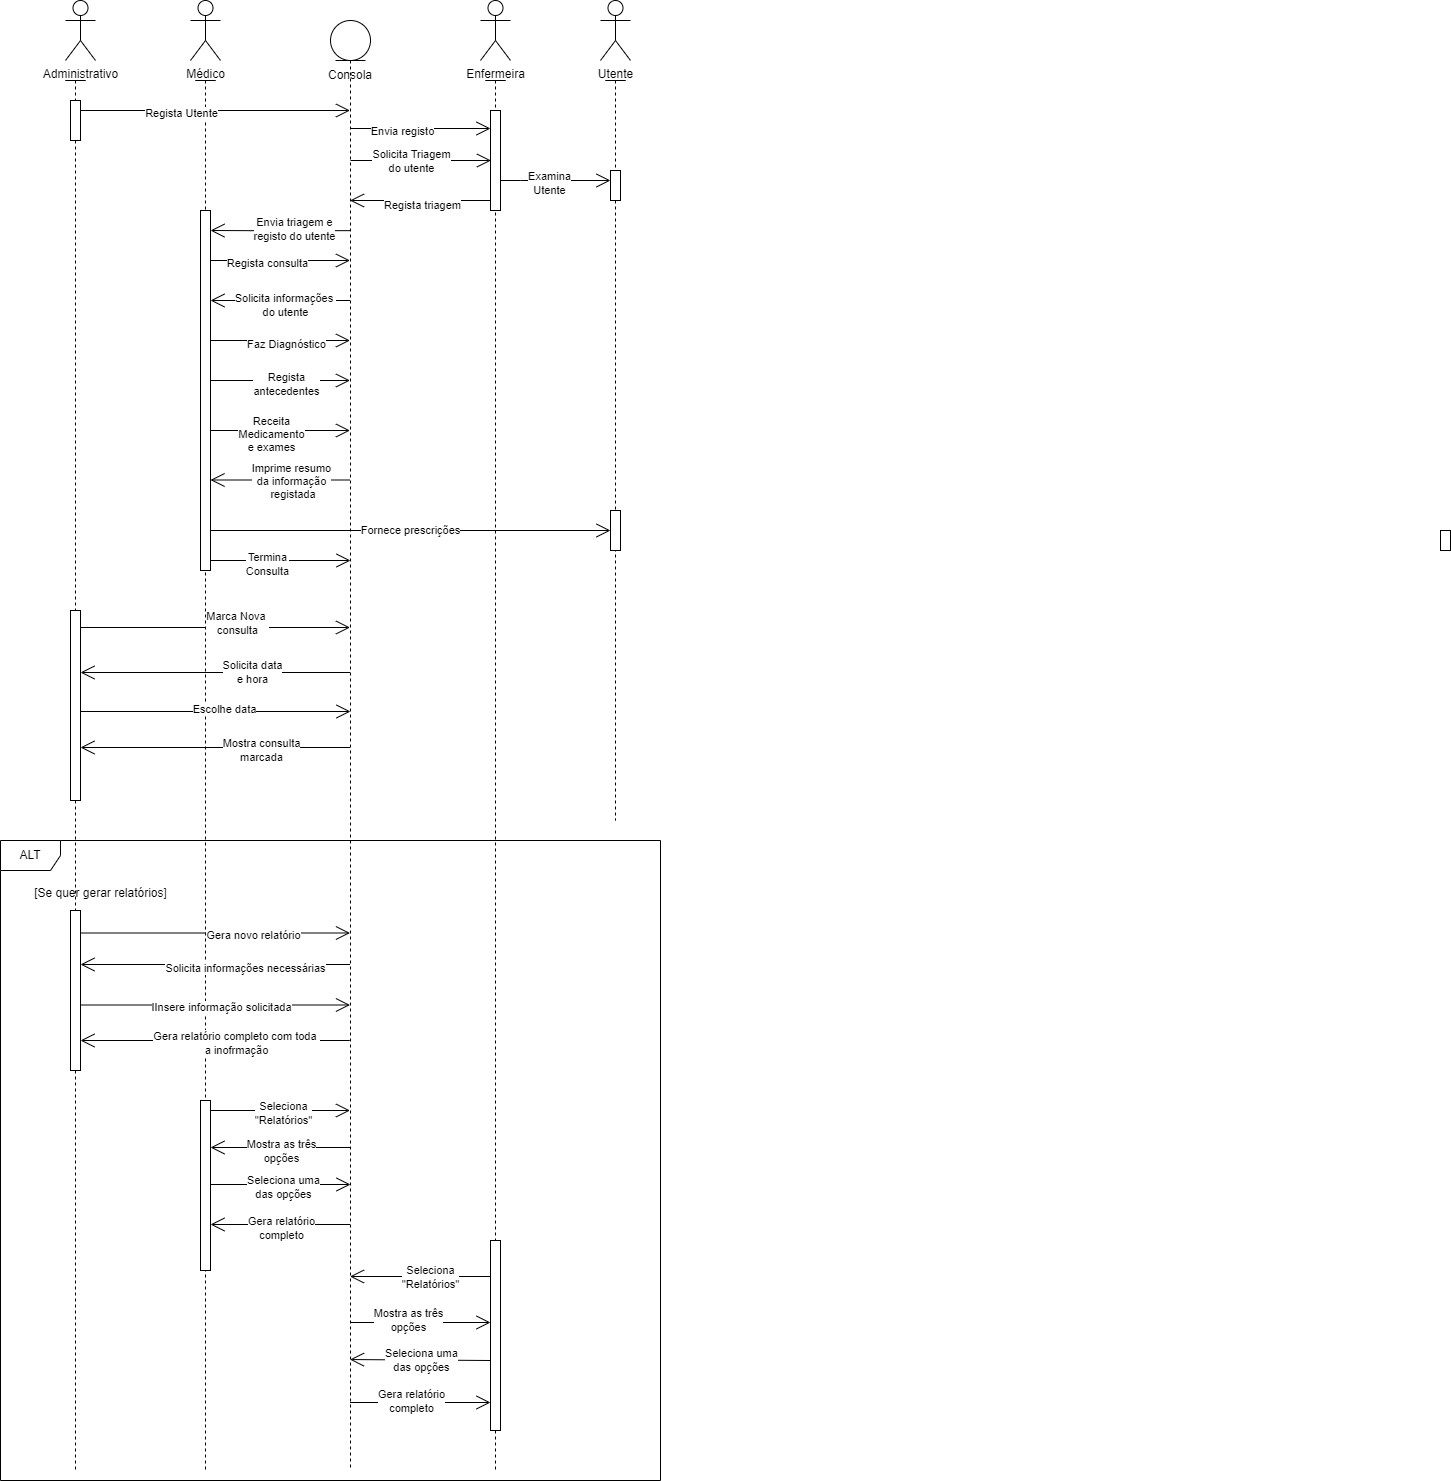 Administrativo
Médico
Consola
Enfermeira
Utente
Regista Utente
Envia registo
Solicita Triagem
do utente
Examina
Utente
Regista triagem
Envia triagem e
registo do utente
Regista consulta
Solicita informações
do utente
Faz Diagnóstico
Regista
antecedentes
Receita
Medicamento
e exames
Imprime resumo
da informação
registada
Fornece prescrições
Termina
Consulta
Marca Nova
consulta
Solicita data
e hora
Escolhe data
Mostra consulta
marcada
ALT
[Se quer gerar relatórios]
Gera novo relatório
Solicita informações necessárias
IInsere informação solicitada
Gera relatório completo com toda
a inofrmação
Seleciona
"Relatórios"
Mostra as três
opções
Seleciona uma
das opções
Gera relatório
completo
Seleciona
"Relatórios"
Mostra as três
opções
Seleciona uma
das opções
Gera relatório
completo